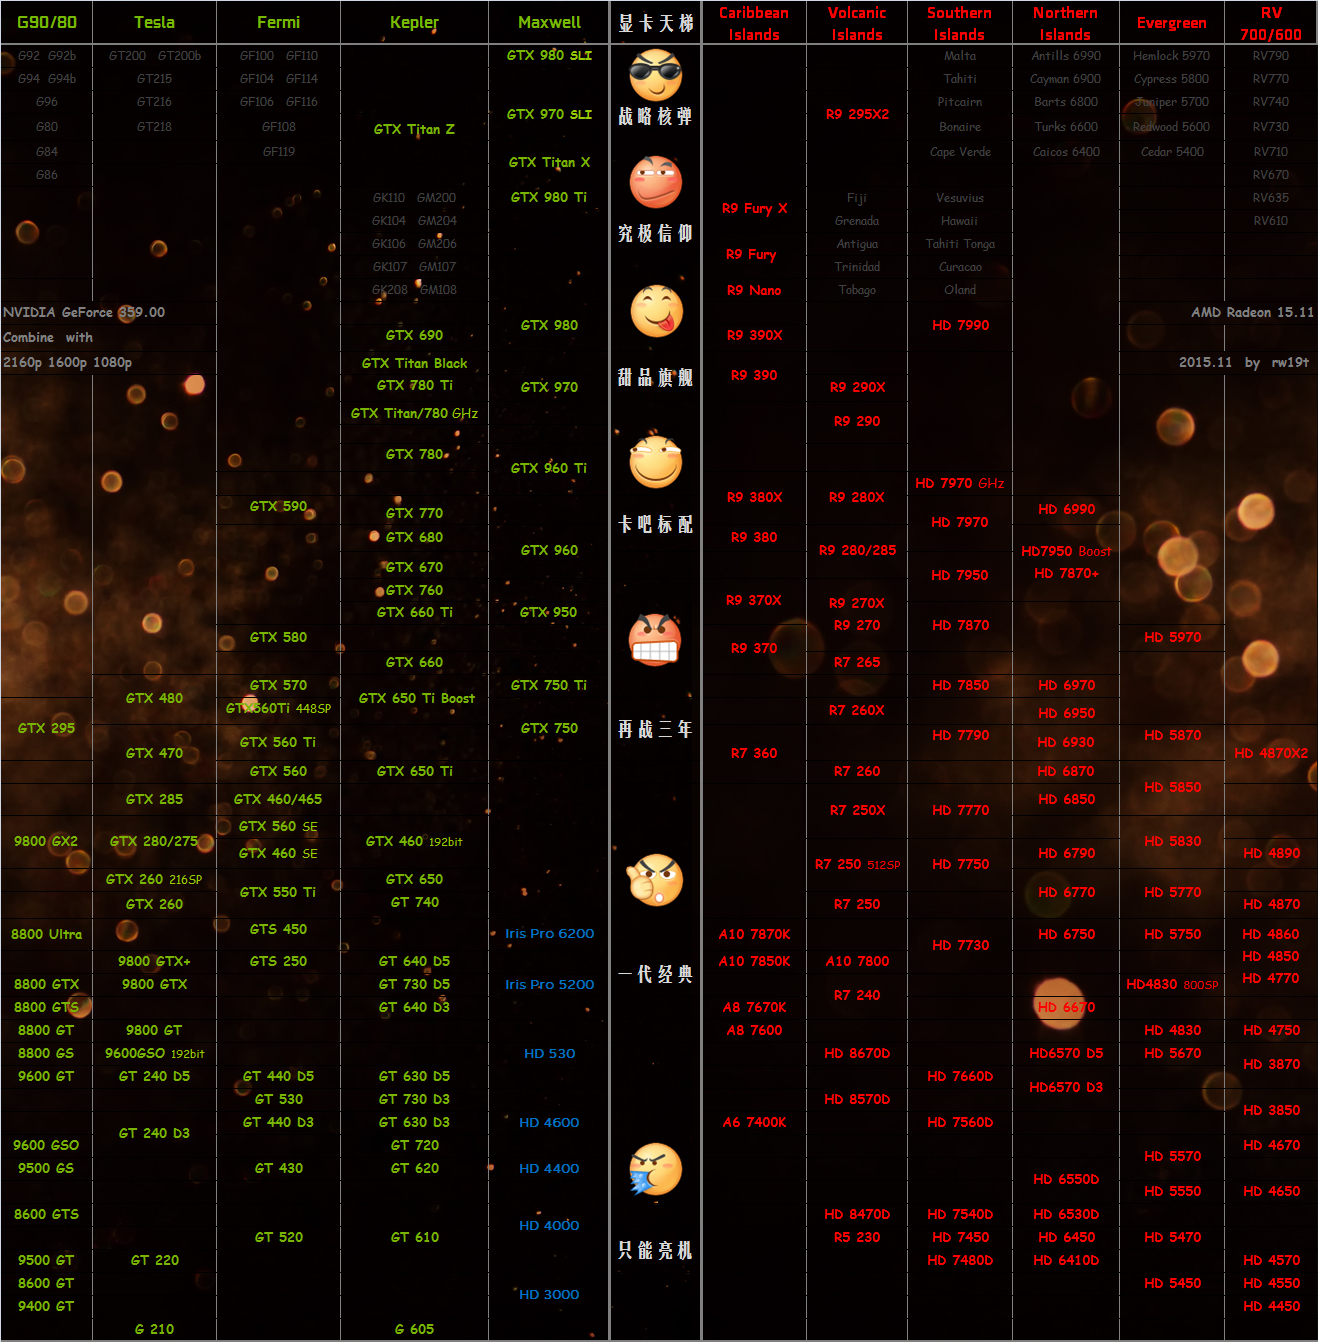 G90/80 Tesla Fermi Kepler Maxwell 显卡天梯 Caribbean Islands Volcanic Islands Southern Islands Northern Islands Evergreen RV 700/600
G92 G92b GT200 GT200b GF100 GF110 GTX 980 SLI Malta Antills 6990 Hemlock 5970 RV790
G94 G94b GT215 GF104 GF114 Tahiti Cayman 6900 Cypress 5800 RV770
G96 GT216 GF106 GF116 Pitcairn Barts 6800 Juniper 5700 RV740
GTX 970 SLI 战略核弹 R9 295X2
G80 GT218 GF108 GTX Titan Z Bonaire Turks 6600 Redwood 5600 RV730
G84 GF119 Cape Verde Caicos 6400 Cedar 5400 RV710
GTX Titan X
G86 RV670
GK110 GM200 GTX 980 Ti Fiji Vesuvius RV635
R9 Fury X
GK104 GM204 Grenada Hawaii RV610
究极信仰
GK106 GM206 Antigua Tahiti Tonga
R9 Fury
GK107 GM107 Trinidad Curacao
GK208 GM108 R9 Nano Tobago Oland
NVIDIA GeForce 359.00 AMD Radeon 15.11
GTX 980 HD 7990
Combine with GTX 690 R9 390X
2160p 1600p 1080p GTX Titan Black 2015.11 by rw19t
甜品旗舰 R9 390
GTX 780 Ti GTX 970 R9 290X
GTX Titan/780 GHz R9 290
GTX 780
GTX 960 Ti
HD 7970 GHz
R9 380X R9 280X
GTX 590 GTX 770 HD 6990
卡吧标配 HD 7970
GTX 680 R9 380
GTX 960 R9 280/285 HD7950 Boost
GTX 670 HD 7950 HD 7870+
GTX 760 R9 370X R9 270X
GTX 660 Ti GTX 950
R9 270 HD 7870
GTX 580 HD 5970
R9 370
GTX 660 R7 265
GTX 570 GTX 750 Ti HD 7850 HD 6970
GTX 480 GTX 650 Ti Boost
GTX560Ti 448SP R7 260X HD 6950
GTX 295 GTX 750 再战三年 HD 7790 HD 5870
GTX 470 GTX 560 Ti R7 360 HD 6930 HD 4870X2
GTX 560 GTX 650 Ti R7 260 HD 6870
HD 5850
GTX 285 GTX 460/465 R7 250X HD 7770 HD 6850
GTX 560 SE
9800 GX2 GTX 280/275 GTX 460 192bit HD 5830
GTX 460 SE HD 6790 HD 4890
R7 250 512SP HD 7750
GTX 260 216SP GTX 650
GTX 550 Ti HD 6770 HD 5770
GTX 260 GT 740 R7 250 HD 4870
8800 Ultra GTS 450 Iris Pro 6200 A10 7870K HD 6750 HD 5750 HD 4860
HD 7730
9800 GTX+ GTS 250 GT 640 D5 A10 7850K A10 7800 HD 4850
一代经典
8800 GTX 9800 GTX GT 730 D5 Iris Pro 5200 HD4830 800SP HD 4770
R7 240
8800 GTS GT 640 D3 A8 7670K HD 6670
8800 GT 9800 GT A8 7600 HD 4830 HD 4750
8800 GS 9600GSO 192bit HD 530 HD 8670D HD6570 D5 HD 5670
HD 3870
9600 GT GT 240 D5 GT 440 D5 GT 630 D5 HD 7660D
HD6570 D3
GT 530 GT 730 D3 HD 8570D
HD 3850
GT 440 D3 GT 630 D3 HD 4600 A6 7400K HD 7560D
GT 240 D3
9600 GSO GT 720 HD 4670
HD 5570
9500 GS GT 430 GT 620 HD 4400
HD 6550D
HD 5550 HD 4650
8600 GTS HD 8470D HD 7540D HD 6530D
HD 4000
GT 520 GT 610 R5 230 HD 7450 HD 6450 HD 5470
只能亮机
9500 GT GT 220 HD 7480D HD 6410D HD 4570
8600 GT HD 5450 HD 4550
HD 3000
9400 GT HD 4450
G 210 G 605